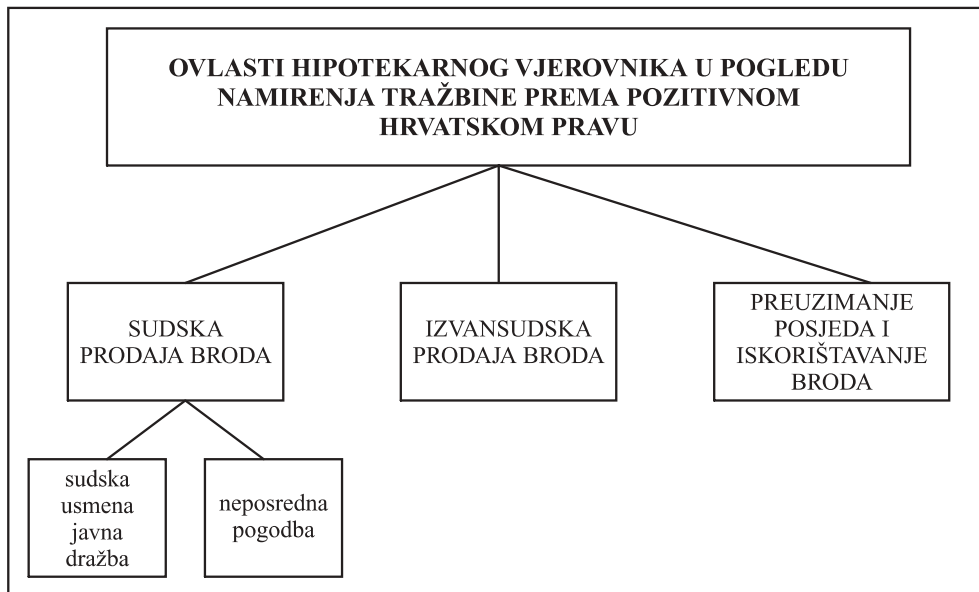 OVLASTI HIPOTEKARNOG VJEROVNIKA U POGLEDU
NAMIRENJA TRAŽBINE PREMA POZITIVNOM
HRVATSKOM PRAVU
SUDSKA
PRODAJA BRODA
IZVANSUDSKA
PRODAJA BRODA
PREUZIMANJE
POSJEDA I
ISKORIŠTAVANJE
BRODA
sudska
usmena
javna
dražba
neposredna
pogodba